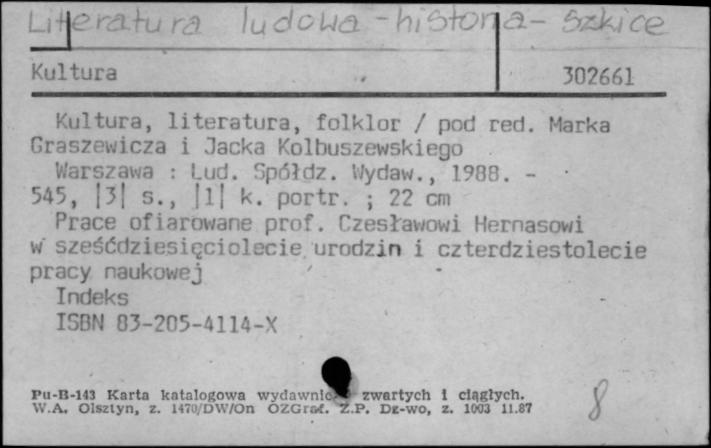 Literatura ludowa - historia - szkice
Kultura 302661
Kultura, literatura, folklor / pod red. Marka
Graszewicza i Jacka Kolbuszewskiego
Warszawa : Lud. Spółdz. Wydaw., 1988. -
545, |3| s., |1| k. portr. ; 22 cm
Prace ofiarowane prof. Czesławowi Hernasowi
w sześćdziesięciolecie urodzin i czterdziestolecie
pracy naukowej
Indeks
ISBN 83-205-4114-X
Pu-B-143 Karta katalogowa zwartych i ciągłych.
W.A. Olsztyn, z. 1470/DW/On OZGraf. Z.P. Dz-wo, z. 1003 11.87
8